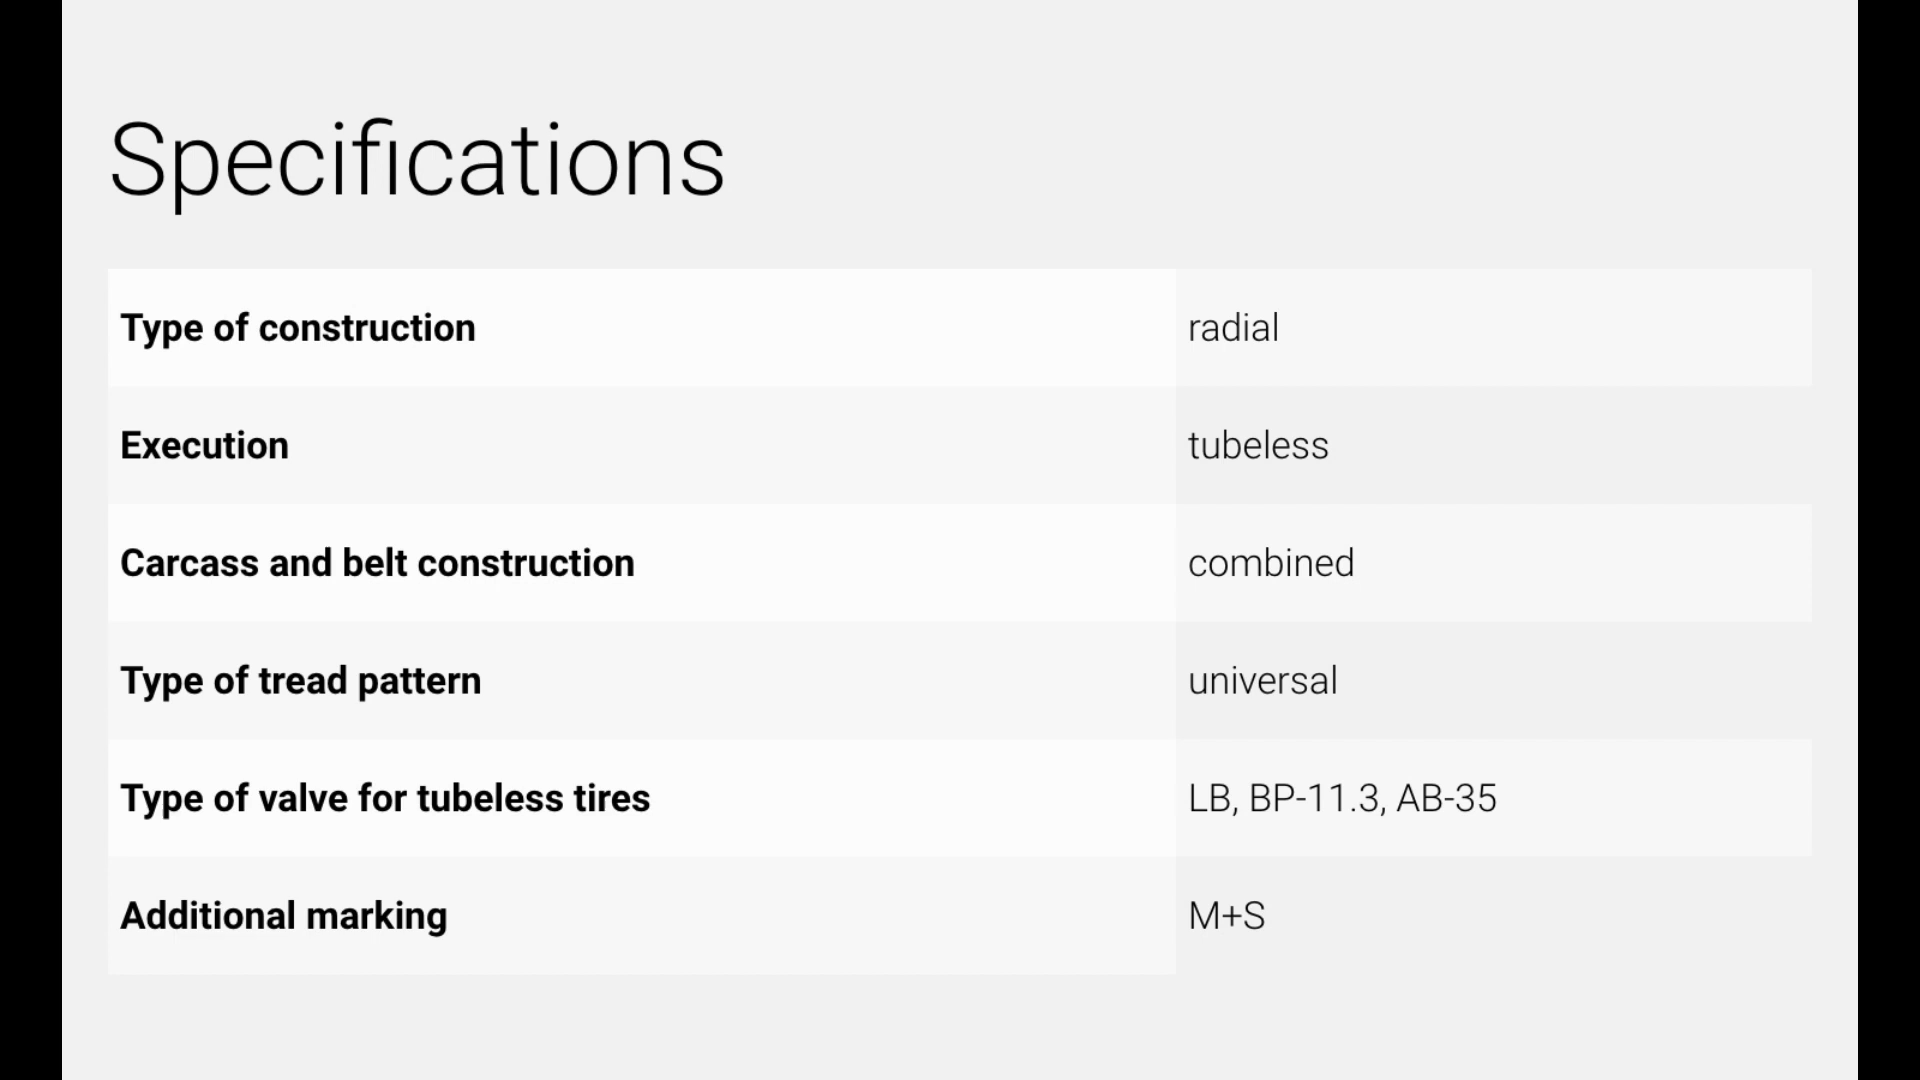 Specifications
Type of construction radial
Execution tubeless
Carcass and belt construction combined
Type of tread pattern universal
Type of valve for tubeless tires LB, BP-11.3, AB-35
Additional marking M+S